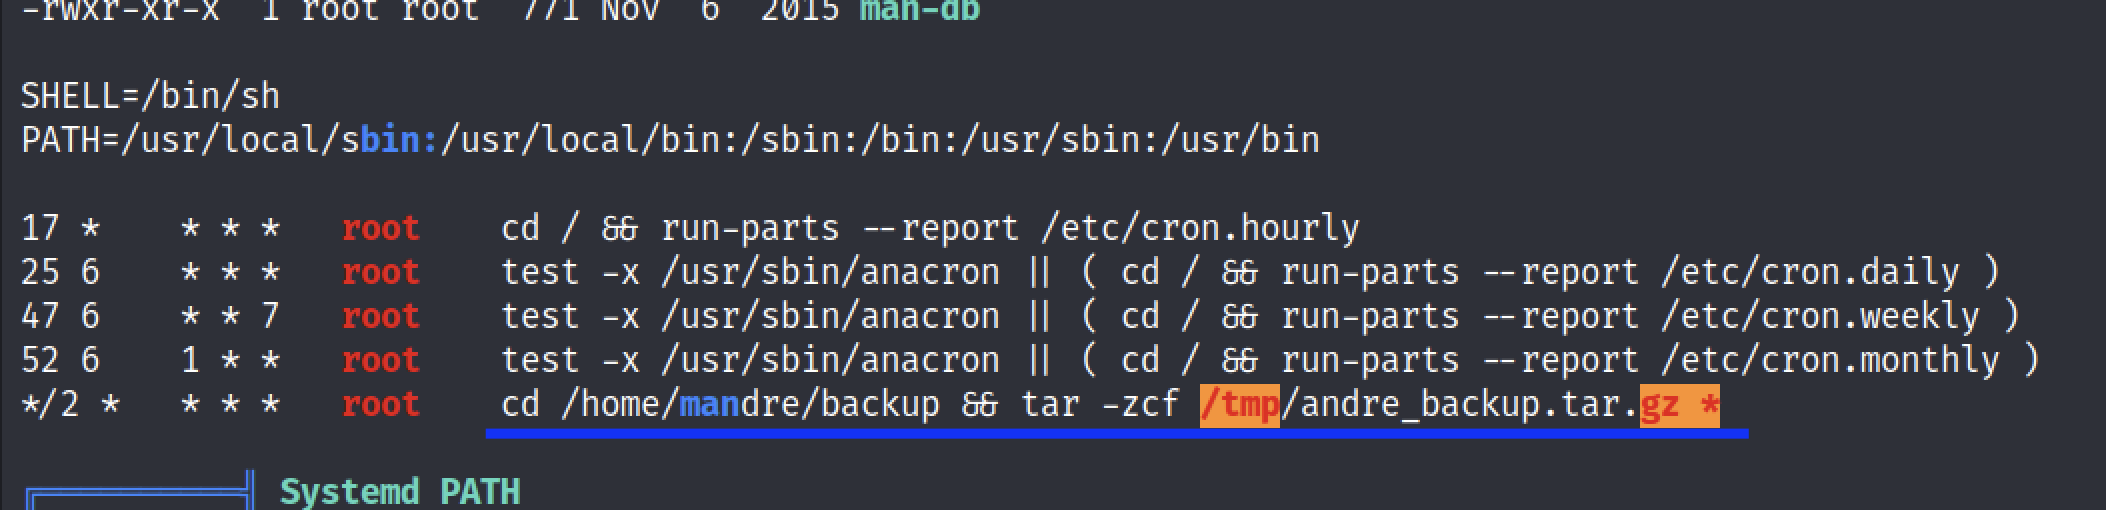 -rwxr-xr-x  1 root root  771 Nov  6  2015 man-db
SHELL=/bin/sh
PATH=/usr/local/sbin:/usr/local/bin:/sbin:/bin:/usr/sbin:/usr/bin
17 *    * * *   root    cd / && run-parts --report /etc/cron.hourly
25 6    * * *   root    test -x /usr/sbin/anacron || ( cd / && run-parts --report /etc/cron.daily )
47 6    * * 7   root    test -x /usr/sbin/anacron || ( cd / && run-parts --report /etc/cron.weekly )
52 6    1 * *   root    test -x /usr/sbin/anacron || ( cd / && run-parts --report /etc/cron.monthly )
*/2 *   * * *   root    cd /home/mandre/backup && tar -zcf /tmp/andre_backup.tar.gz *
Systemd PATH